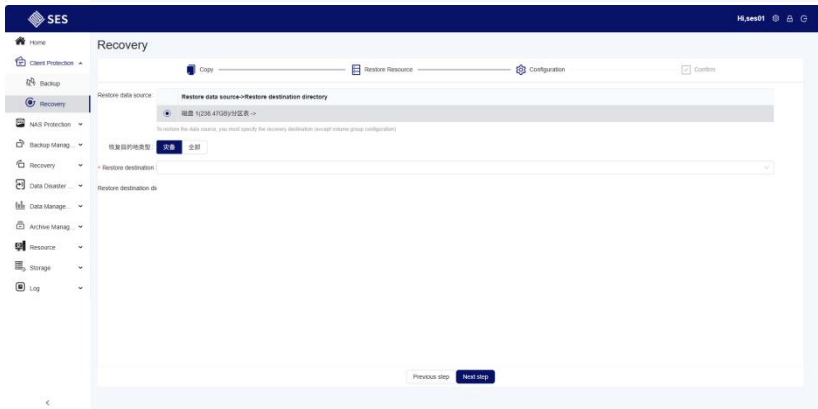 SES
Hi,ses01
Home
Client Protection
Backup
Recovery
NAS Protection
Backup Manag...
Recovery
Data Disaster ...
Data Manage...
Archive Manag...
Resource
Storage
Log
Recovery
Copy
Restore Resource
Configuration
Confirm
Restore data source
Restore data source->Restore destination directory
磁盘 1(238.47GB)/分区表 ->
To restore the data source, you must specify the recovery destination (except volume group configuration)
恢复目的地类型
灾备
全部
* Restore destination
Restore destination di
Previous step
Next step